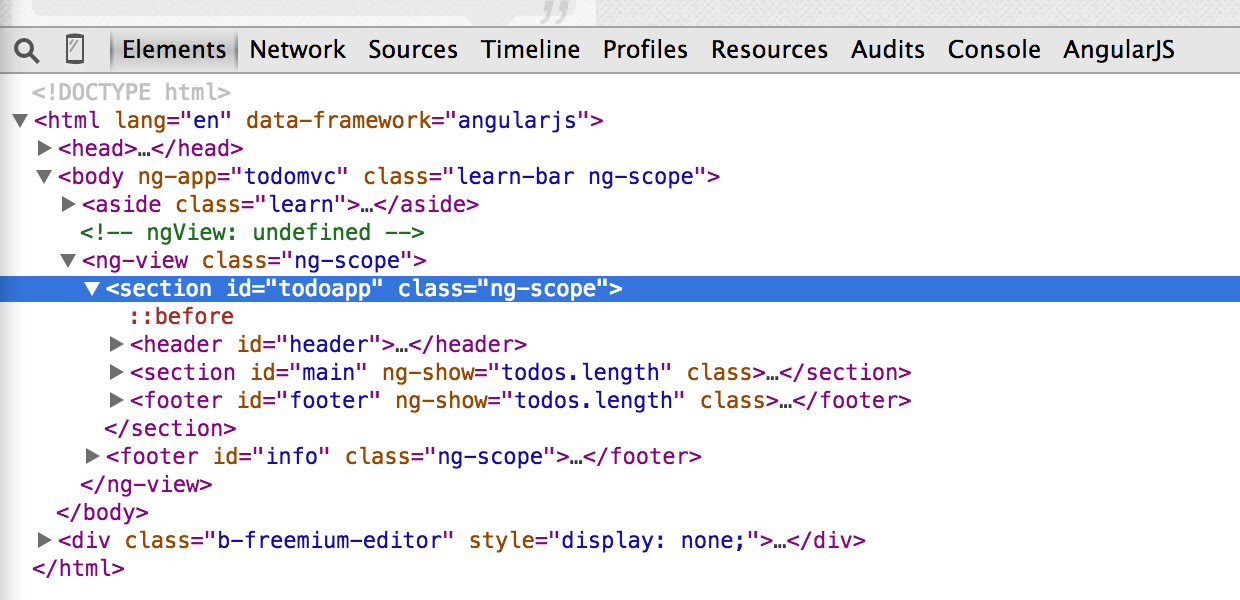 Elements Network Sources Timeline Profiles Resources Audits Console AngularJS
<!DOCTYPE html>
<html lang="en" data-framework="angularjs">
<head>…</head>
<body ng-app="todomvc" class="learn-bar ng-scope">
<aside class="learn">…</aside>
<!-- ngView: undefined -->
<ng-view class="ng-scope">
<section id="todoapp" class="ng-scope">
::before
<header id="header">…</header>
<section id="main" ng-show="todos.length" class>…</section>
<footer id="footer" ng-show="todos.length" class>…</footer>
</section>
<footer id="info" class="ng-scope">…</footer>
</ng-view>
</body>
<div class="b-freemium-editor" style="display: none;">…</div>
</html>